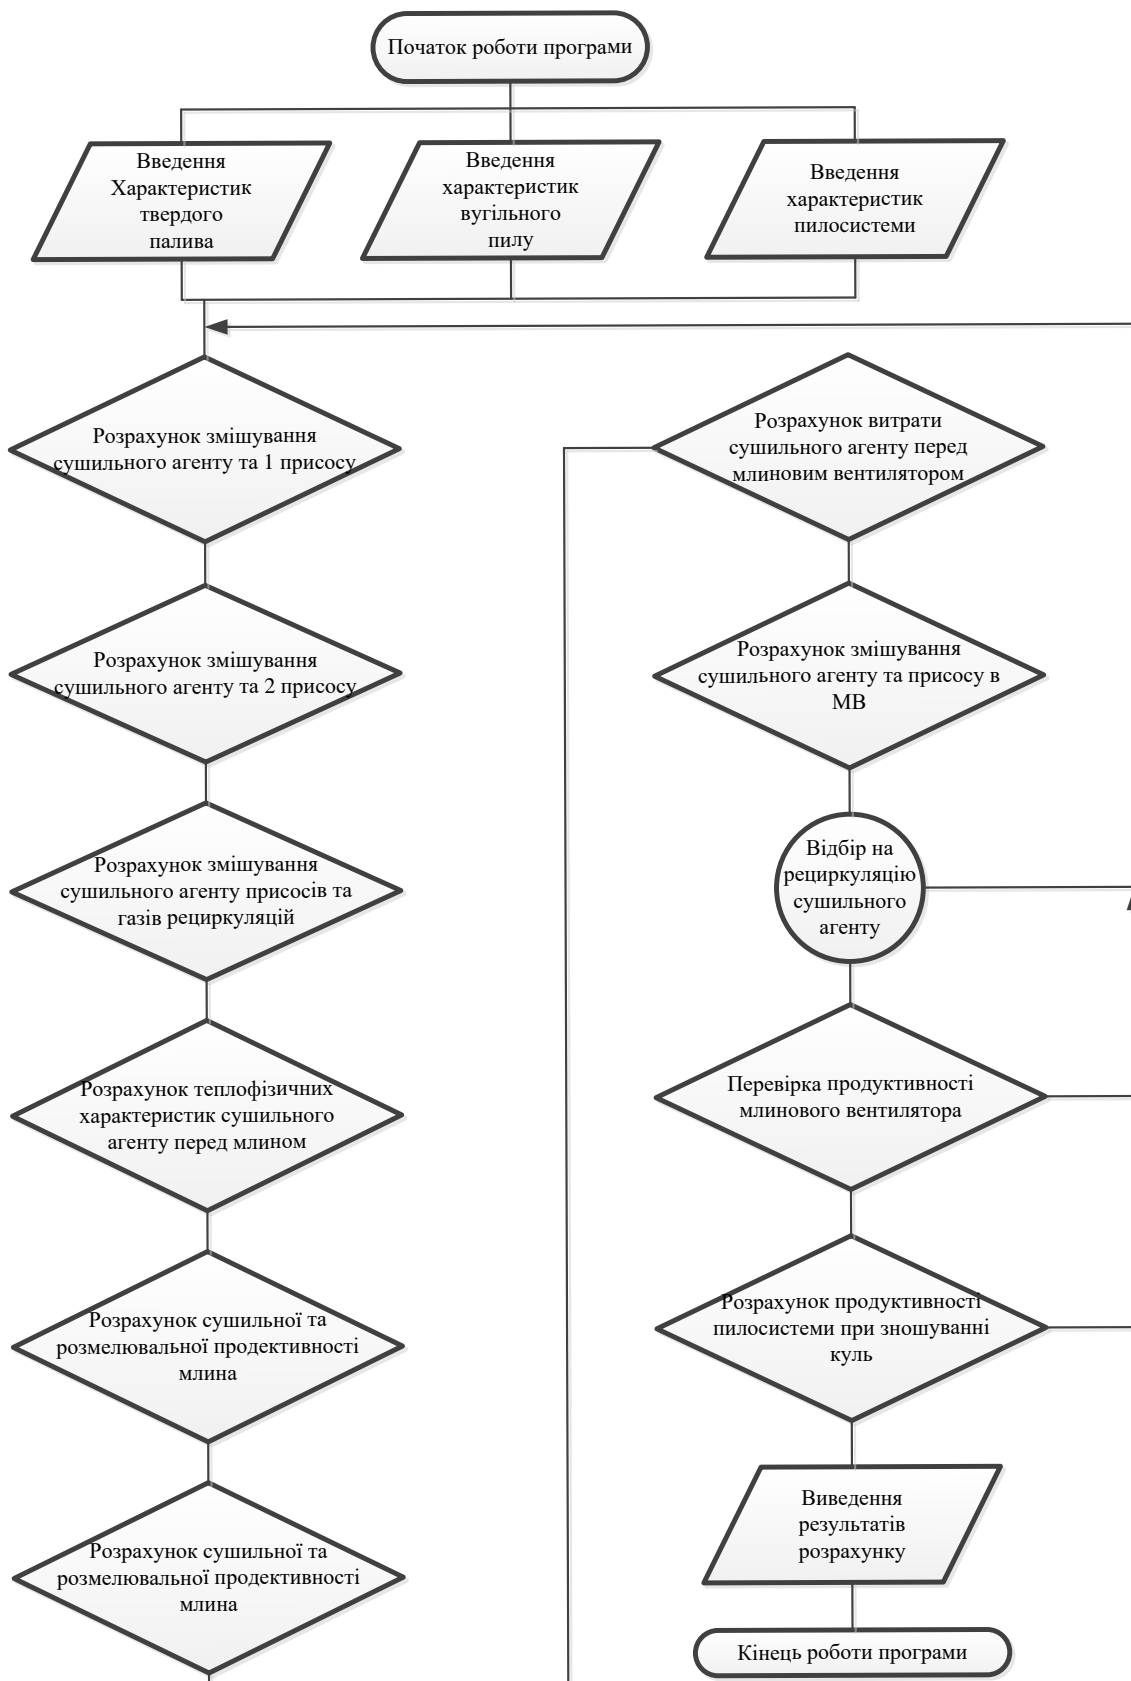 Початок роботи програми
Введення
Характеристик
твердого
палива
Введення
характеристик
вугільного
пилу
Введення
характеристик
пилосистеми
Розрахунок змішування
сушильного агенту та 1 присосу
Розрахунок змішування
сушильного агенту та 2 присосу
Розрахунок змішування
сушильного агенту присосів та
газів рециркуляцій
Розрахунок теплофізичних
характеристик сушильного
агенту перед млином
Розрахунок сушильної та
розмелювальної продективності
млина
Розрахунок сушильної та
розмелювальної продективності
млина
Розрахунок витрати
сушильного агенту перед
млиновим вентилятором
Розрахунок змішування
сушильного агенту та присосу в
МВ
Відбір на
рециркуляцію
сушильного
агенту
Перевірка продуктивності
млинового вентилятора
Розрахунок продуктивності
пилосистеми при зношуванні
куль
Виведення
результатів
розрахунку
Кінець роботи програми